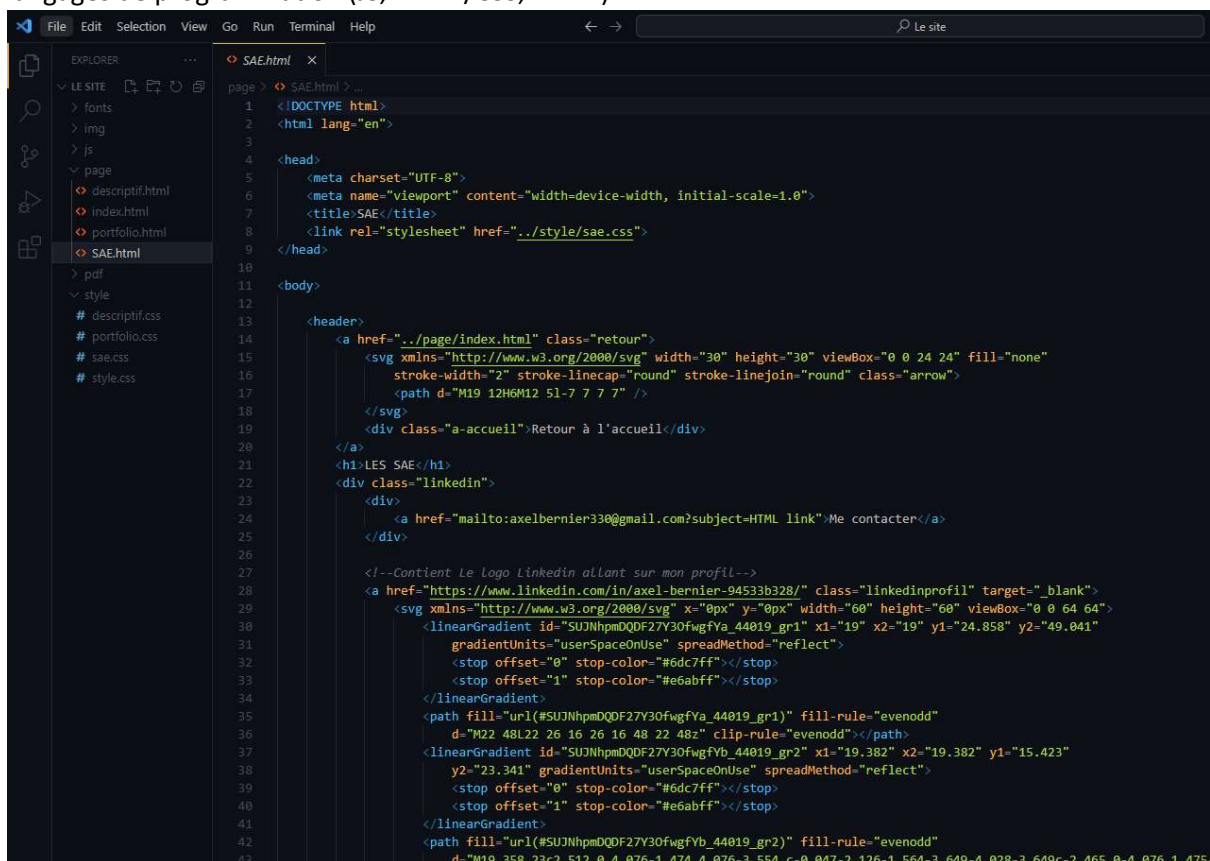 File Edit Selection View Go Run Terminal Help
Le site
EXPLORER
SAE.html
LE SITE
page > SAE.html > ...
fonts
img
js
page
descriptif.html
index.html
portfolio.html
SAE.html
pdf
style
descriptif.css
portfolio.css
sae.css
style.css
1 <!DOCTYPE html>
2 <html lang="en">
3
4 <head>
5 <meta charset="UTF-8">
6 <meta name="viewport" content="width=device-width, initial-scale=1.0">
7 <title>SAE</title>
8 <link rel="stylesheet" href="../style/sae.css">
9 </head>
10
11 <body>
12
13 <header>
14 <a href="../page/index.html" class="retour">
15 <svg xmlns="http://www.w3.org/2000/svg" width="30" height="30" viewBox="0 0 24 24" fill="none"
16 stroke-width="2" stroke-linecap="round" stroke-linejoin="round" class="arrow">
17 <path d="M19 12H6M12 5l-7 7 7 7" />
18 </svg>
19 <div class="a-accueil">Retour à l'accueil</div>
20 </a>
21 <h1>LES SAE</h1>
22 <div class="linkedin">
23 <div>
24 <a href="mailto:axelbernier330@gmail.com?subject=HTML link">Me contacter</a>
25 </div>
26
27 <!--Contient Le logo Linkedin allant sur mon profil-->
28 <a href="https://www.linkedin.com/in/axel-bernier-94533b328/" class="linkedinprofil" target="_blank">
29 <svg xmlns="http://www.w3.org/2000/svg" x="0px" y="0px" width="60" height="60" viewBox="0 0 64 64">
30 <linearGradient id="SUJNhpmDQDF27Y3OfwgfYa_44019_gr1" x1="19" x2="19" y1="24.858" y2="49.041"
31 gradientUnits="userSpaceOnUse" spreadMethod="reflect">
32 <stop offset="0" stop-color="#6dc7ff"></stop>
33 <stop offset="1" stop-color="#e6abff"></stop>
34 </linearGradient>
35 <path fill="url(#SUJNhpmDQDF27Y3OfwgfYa_44019_gr1)" fill-rule="evenodd"
36 d="M22 48L22 26 16 26 16 48 22 48z" clip-rule="evenodd"></path>
37 <linearGradient id="SUJNhpmDQDF27Y3OfwgfYb_44019_gr2" x1="19.382" x2="19.382" y1="15.423"
38 y2="23.341" gradientUnits="userSpaceOnUse" spreadMethod="reflect">
39 <stop offset="0" stop-color="#6dc7ff"></stop>
40 <stop offset="1" stop-color="#e6abff"></stop>
41 </linearGradient>
42 <path fill="url(#SUJNhpmDQDF27Y3OfwgfYb_44019_gr2)" fill-rule="evenodd"